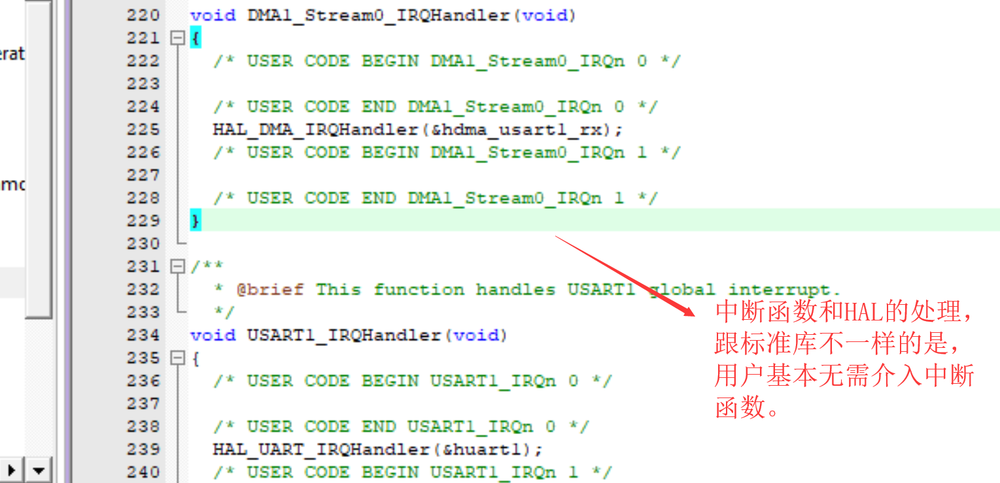 220 void DMA1_Stream0_IRQHandler(void)
221 {
222 /* USER CODE BEGIN DMA1_Stream0_IRQn 0 */
223
224 /* USER CODE END DMA1_Stream0_IRQn 0 */
225 HAL_DMA_IRQHandler(&hdma_usart1_rx);
226 /* USER CODE BEGIN DMA1_Stream0_IRQn 1 */
227
228 /* USER CODE END DMA1_Stream0_IRQn 1 */
229 }
230
231 /**
232 * @brief This function handles USART1 global interrupt.
233 */
234 void USART1_IRQHandler(void)
235 {
236 /* USER CODE BEGIN USART1_IRQn 0 */
237
238 /* USER CODE END USART1_IRQn 0 */
239 HAL_UART_IRQHandler(&huart1);
240 /* USER CODE BEGIN USART1_IRQn 1 */
中断函数和HAL的处理，
跟标准库不一样的是，
用户基本无需介入中断
函数。
erat